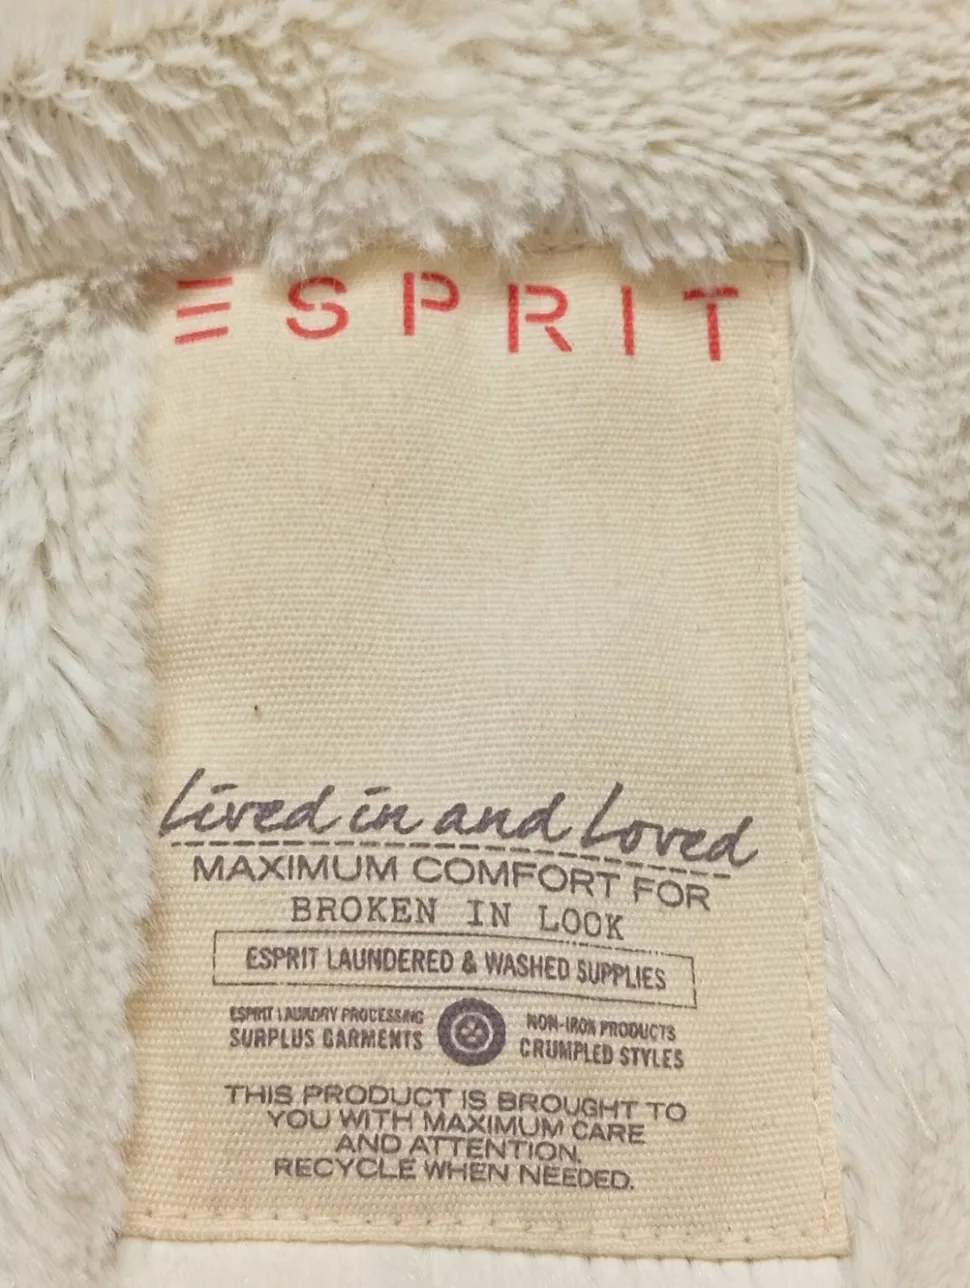 ESPRIT
Lived in and Loved
MAXIMUM COMFORT FOR
BROKEN IN LOOK
ESPRIT LAUNDERED & WASHED SUPPLIES
ESPRIT LAUNDRY PROCESSING
SURPLUS GARMENTS
NON-IRON PRODUCTS
CRUMPLED STYLES
THIS PRODUCT IS BROUGHT TO
YOU WITH MAXIMUM CARE
AND ATTENTION.
RECYCLE WHEN NEEDED.